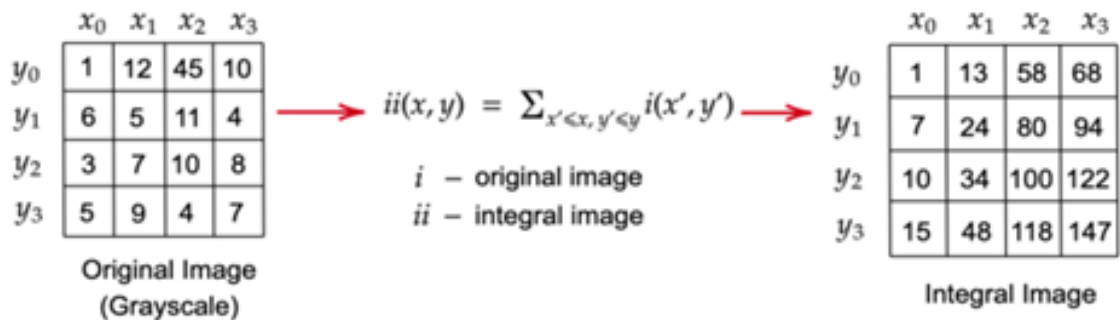 x₀ x₁ x₂ x₃
y₀ 1 12 45 10
y₁ 6 5 11 4
y₂ 3 7 10 8
y₃ 5 9 4 7
Original Image
(Grayscale)
ii(x, y) = ∑x'⩽x, y'⩽y i(x', y')
i – original image
ii – integral image
x₀ x₁ x₂ x₃
y₀ 1 13 58 68
y₁ 7 24 80 94
y₂ 10 34 100 122
y₃ 15 48 118 147
Integral Image